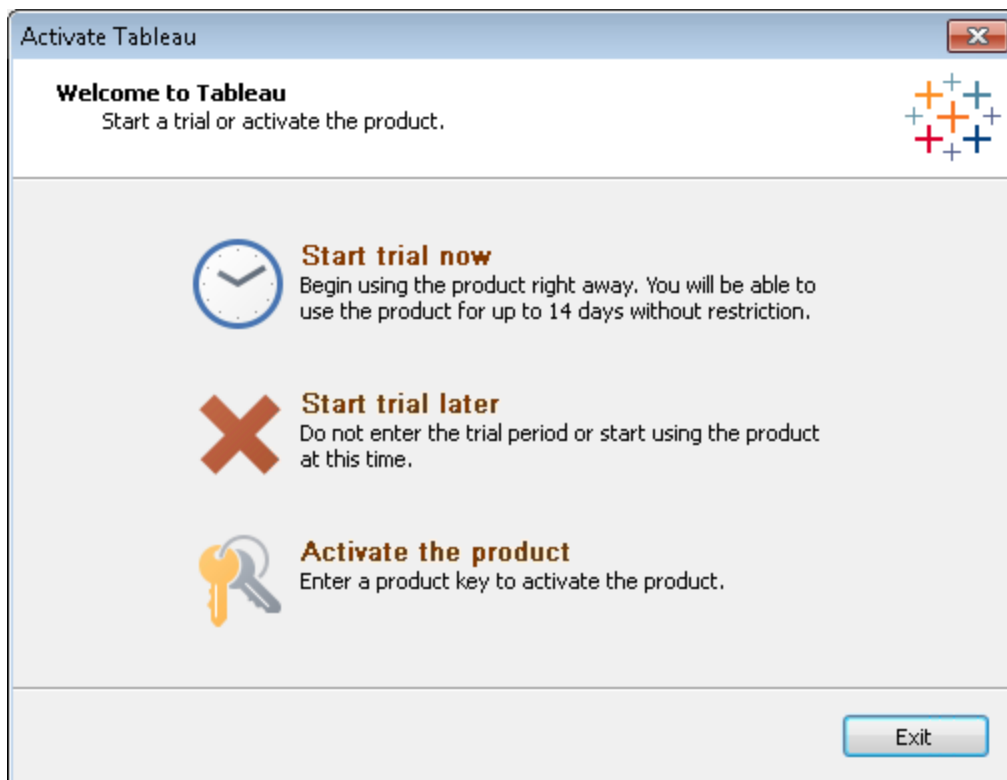 Activate Tableau
Welcome to Tableau
Start a trial or activate the product.
Start trial now
Begin using the product right away. You will be able to
use the product for up to 14 days without restriction.
Start trial later
Do not enter the trial period or start using the product
at this time.
Activate the product
Enter a product key to activate the product.
Exit